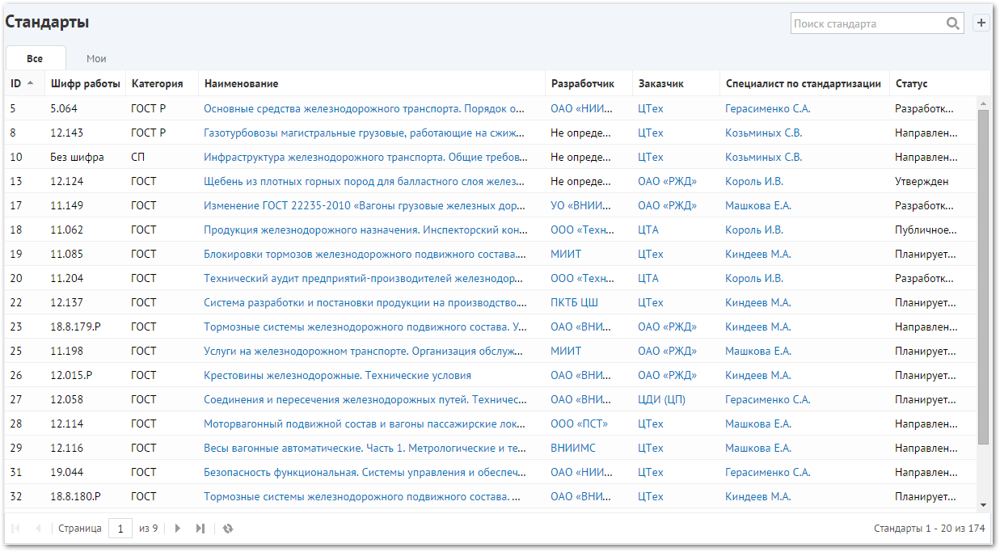 Стандарты
Поиск стандарта
Все Мои
ID Шифр работы Категория Наименование Разработчик Заказчик Специалист по стандартизации Статус
5 5.064 ГОСТ Р Основные средства железнодорожного транспорта. Порядок о... ОАО «НИИ... ЦТех Герасименко С.А. Разработк...
8 12.143 ГОСТ Р Газотурбовозы магистральные грузовые, работающие на сжиж... Не опреде... ЦТех Козьминых С.В. Направлен...
10 Без шифра СП Инфраструктура железнодорожного транспорта. Общие требов... Не опреде... ЦТех Козьминых С.В. Направлен...
13 12.124 ГОСТ Щебень из плотных горных пород для балластного слоя желез... Не опреде... ОАО «РЖД» Король И.В. Утвержден
17 11.149 ГОСТ Изменение ГОСТ 22235-2010 «Вагоны грузовые железных дор... УО «ВНИИ... ОАО «РЖД» Машкова Е.А. Разработк...
18 11.062 ГОСТ Продукция железнодорожного назначения. Инспекторский кон... ООО «Техн... ЦТА Король И.В. Публичное...
19 11.085 ГОСТ Блокировки тормозов железнодорожного подвижного состава.... МИИТ ЦТех Киндеев М.А. Планирует...
20 11.204 ГОСТ Технический аудит предприятий-производителей железнодор... ООО «Техн... ЦТА Король И.В. Разработк...
22 12.137 ГОСТ Система разработки и постановки продукции на производство.... ПКТБ ЦШ ЦТех Киндеев М.А. Планирует...
23 18.8.179.Р ГОСТ Тормозные системы железнодорожного подвижного состава. У... ОАО «ВНИ... ОАО «РЖД» Киндеев М.А. Направлен...
25 11.198 ГОСТ Услуги на железнодорожном транспорте. Организация обслуж... МИИТ ОАО «РЖД» Машкова Е.А. Планирует...
26 12.015.Р ГОСТ Крестовины железнодорожные. Технические условия ОАО «ВНИ... ОАО «РЖД» Киндеев М.А. Планирует...
27 12.058 ГОСТ Соединения и пересечения железнодорожных путей. Техничес... ОАО «ВНИ... ЦДИ (ЦП) Герасименко С.А. Планирует...
28 12.114 ГОСТ Моторвагонный подвижной состав и вагоны пассажирские лок... ООО «ПСТ» ЦТех Машкова Е.А. Направлен...
29 12.116 ГОСТ Весы вагонные автоматические. Часть 1. Метрологические и те... ВНИИМС ЦТех Машкова Е.А. Направлен...
31 19.044 ГОСТ Безопасность функциональная. Системы управления и обеспеч... ОАО «НИИ... ЦТех Герасименко С.А. Направлен...
32 18.8.180.Р ГОСТ Тормозные системы железнодорожного подвижного состава. ... ОАО «ВНИ... ЦТех Киндеев М.А. Планирует...
Страница 1 из 9 Стандарты 1 - 20 из 174